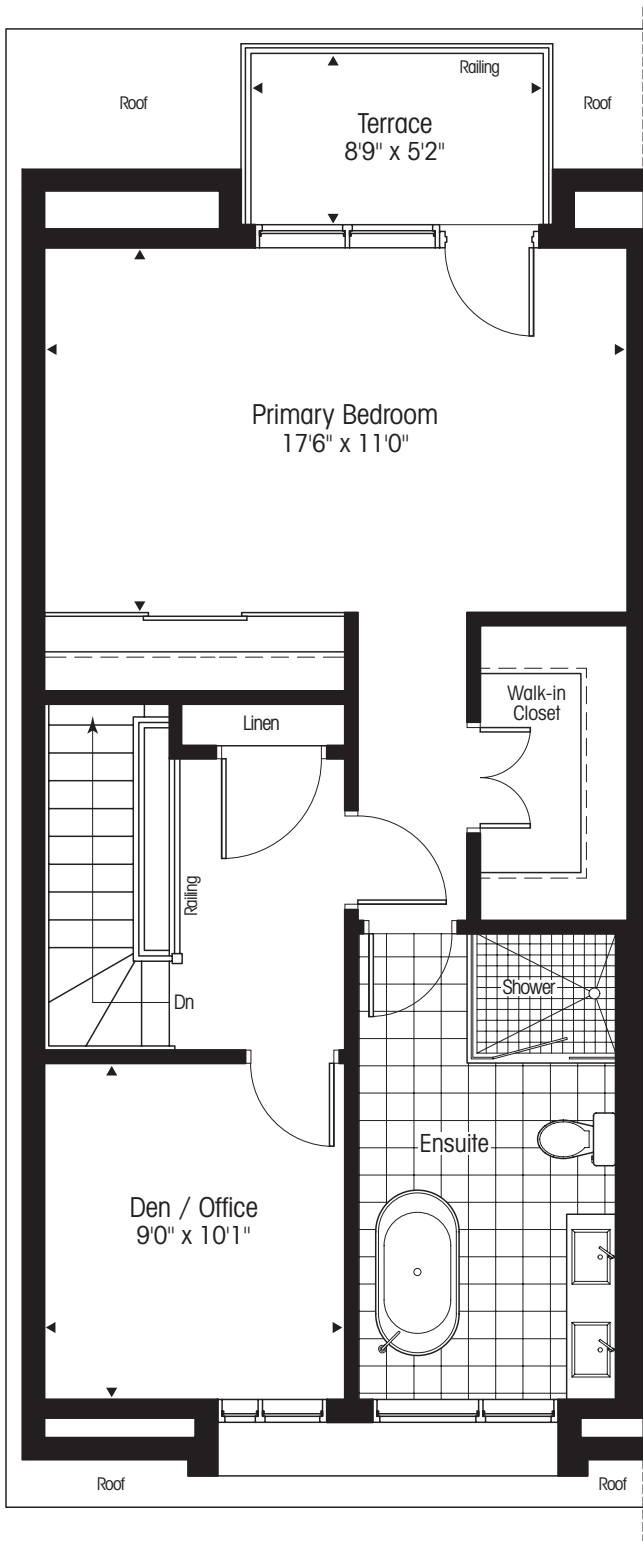 Railing
Roof
Roof
Terrace
8'9" x 5'2"
Primary Bedroom
17'6" x 11'0"
Walk-in
Closet
Linen
Railing
Shower
Dn
Ensuite
Den / Office
9'0" x 10'1"
Roof
Roof